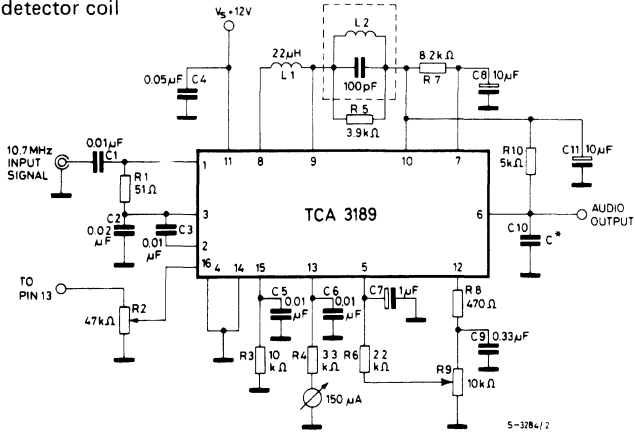 detector coil
Vs +12V
L2
22µH
L1
100pF
8.2kΩ
R7
C8 10µF
0.05µF C4
R5
3.9kΩ
10.7MHz
INPUT
SIGNAL
0.01µF
C1
R10
5kΩ
C11 10µF
1
11
8
9
10
7
R1
51Ω
3
TCA 3189
6
AUDIO
OUTPUT
C2
0.02
µF
C3
0.01
µF
2
C10
C*
16
4
14
15
13
5
12
TO
PIN 13
R2
47kΩ
C5
0.01
µF
C6
0.01
µF
C7
1µF
R8
470Ω
R3
10
kΩ
R4
33
kΩ
R6
22
kΩ
C9
0.33µF
R9
10kΩ
150µA
S-3284/2